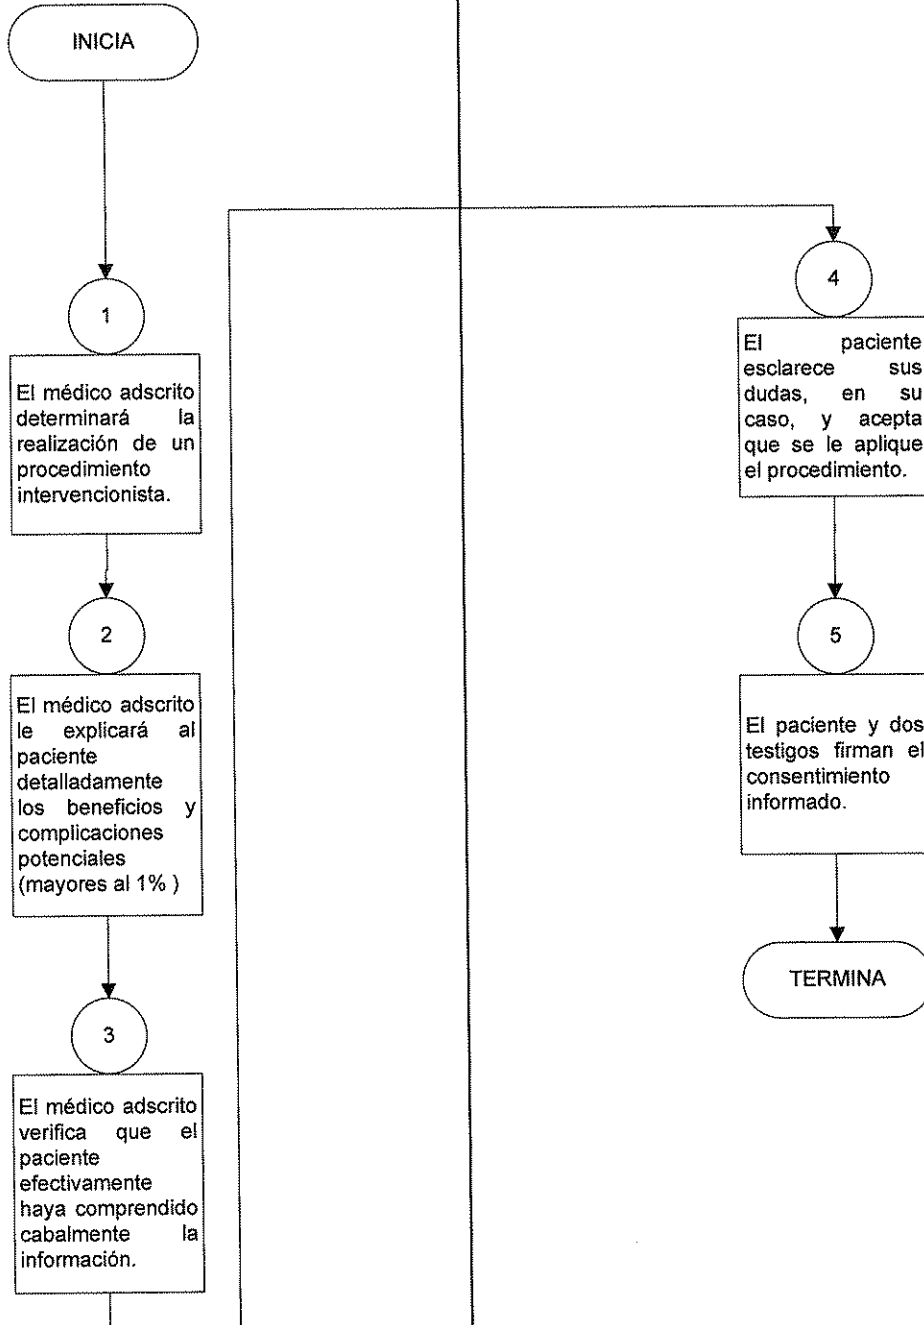 INICIA
1
El médico adscrito
determinará la
realización de un
procedimiento
intervencionista.
2
El médico adscrito
le explicará al
paciente
detalladamente
los beneficios y
complicaciones
potenciales
(mayores al 1% )
3
El médico adscrito
verifica que el
paciente
efectivamente
haya comprendido
cabalmente la
información.
4
El paciente
esclarece sus
dudas, en su
caso, y acepta
que se le aplique
el procedimiento.
5
El paciente y dos
testigos firman el
consentimiento
informado.
TERMINA